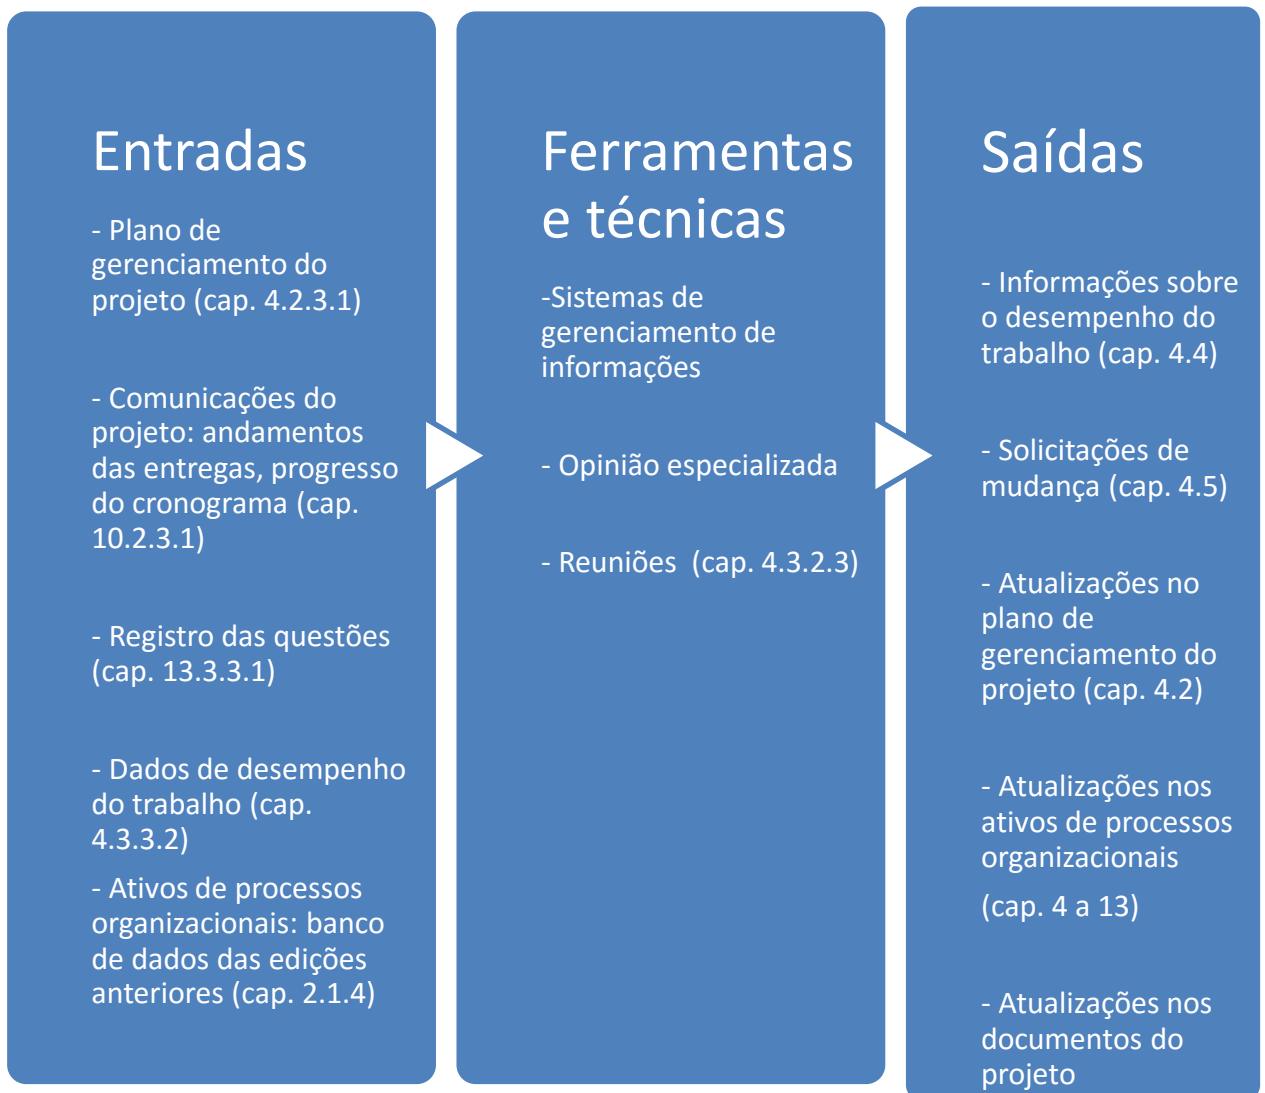 Entradas
- Plano de
gerenciamento do
projeto (cap. 4.2.3.1)
- Comunicações do
projeto: andamentos
das entregas, progresso
do cronograma (cap.
10.2.3.1)
- Registro das questões
(cap. 13.3.3.1)
- Dados de desempenho
do trabalho (cap.
4.3.3.2)
- Ativos de processos
organizacionais: banco
de dados das edições
anteriores (cap. 2.1.4)
Ferramentas
e técnicas
-Sistemas de
gerenciamento de
informações
- Opinião especializada
- Reuniões  (cap. 4.3.2.3)
Saídas
- Informações sobre
o desempenho do
trabalho (cap. 4.4)
- Solicitações de
mudança (cap. 4.5)
- Atualizações no
plano de
gerenciamento do
projeto (cap. 4.2)
- Atualizações nos
ativos de processos
organizacionais
(cap. 4 a 13)
- Atualizações nos
documentos do
projeto